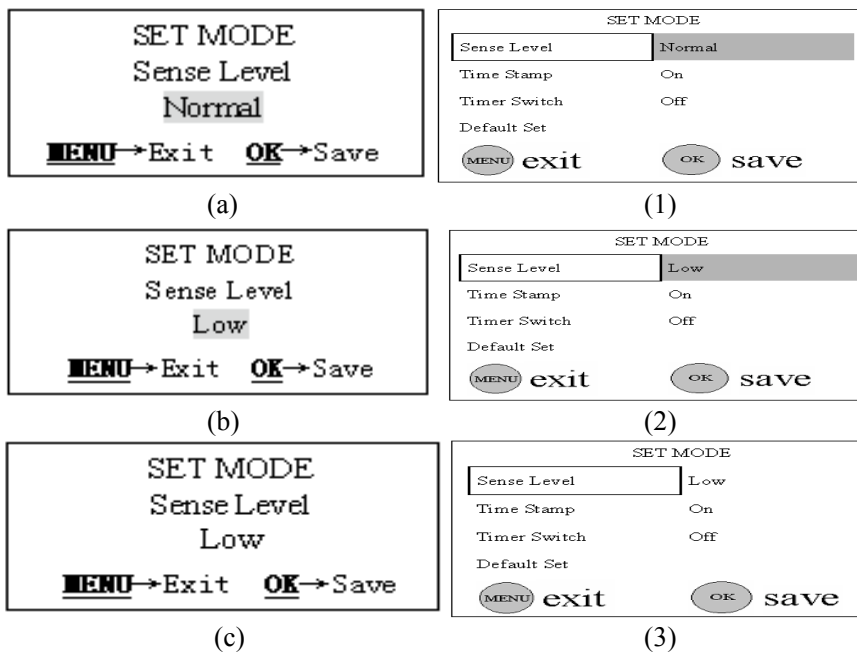 SET MODE
Sense Level
Normal
MENU→Exit OK→Save
(a)
SET MODE
Sense Level Normal
Time Stamp On
Timer Switch Off
Default Set
MENU exit OK save
(1)
SET MODE
Sense Level
Low
MENU→Exit OK→Save
(b)
SET MODE
Sense Level Low
Time Stamp On
Timer Switch Off
Default Set
MENU exit OK save
(2)
SET MODE
Sense Level
Low
MENU→Exit OK→Save
(c)
SET MODE
Sense Level Low
Time Stamp On
Timer Switch Off
Default Set
MENU exit OK save
(3)